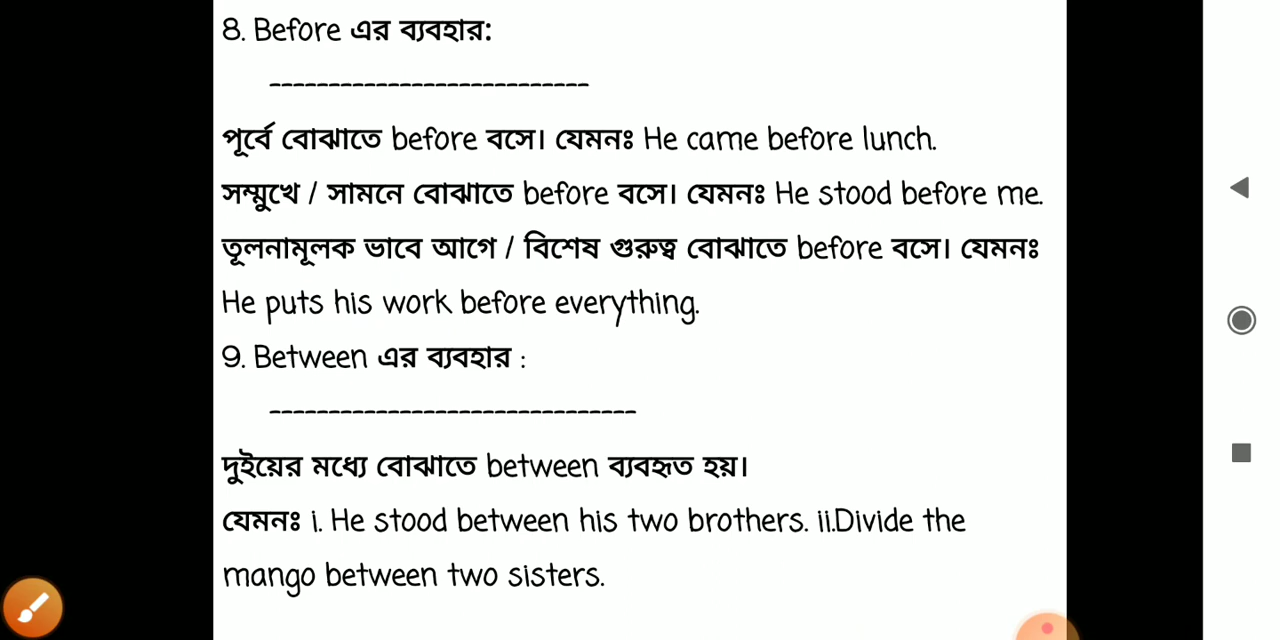 8. Before এর ব্যবহার:
---------------------------
পূর্বে বোঝাতে before বসে। যেমনঃ He came before lunch.
সম্মুখে / সামনে বোঝাতে before বসে। যেমনঃ He stood before me.
তূলনামূলক ভাবে আগে / বিশেষ গুরুত্ব বোঝাতে before বসে। যেমনঃ
He puts his work before everything.
9. Between এর ব্যবহার :
-------------------------------
দুইয়ের মধ্যে বোঝাতে between ব্যবহৃত হয়।
যেমনঃ i. He stood between his two brothers. ii.Divide the
mango between two sisters.